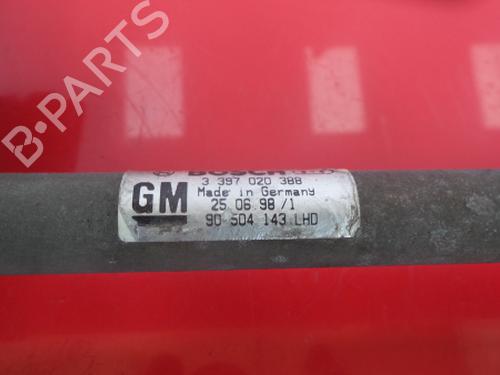 BOSCH
3 397 020 388
Made in Germany
GM
25.06.98/1
90 504 143 LHD
B-PARTS